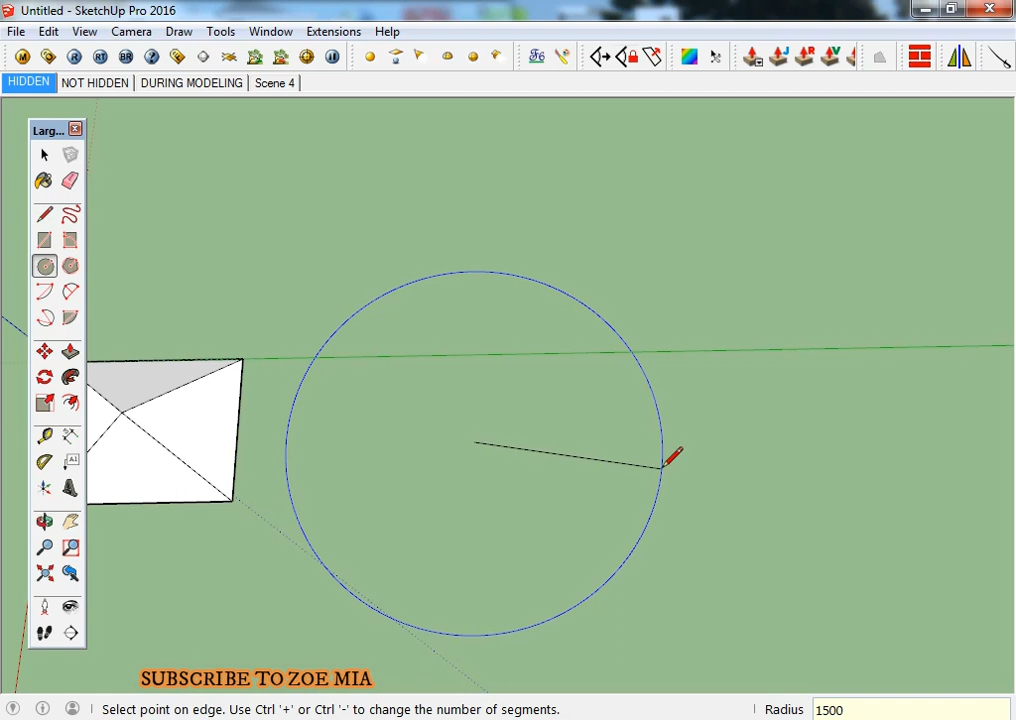 Untitled - SketchUp Pro 2016
File Edit View Camera Draw Tools Window Extensions Help
HIDDEN NOT HIDDEN DURING MODELING Scene 4
Larg...
SUBSCRIBE TO ZOE MIA
Select point on edge. Use Ctrl '+' or Ctrl '-' to change the number of segments. Radius 1500